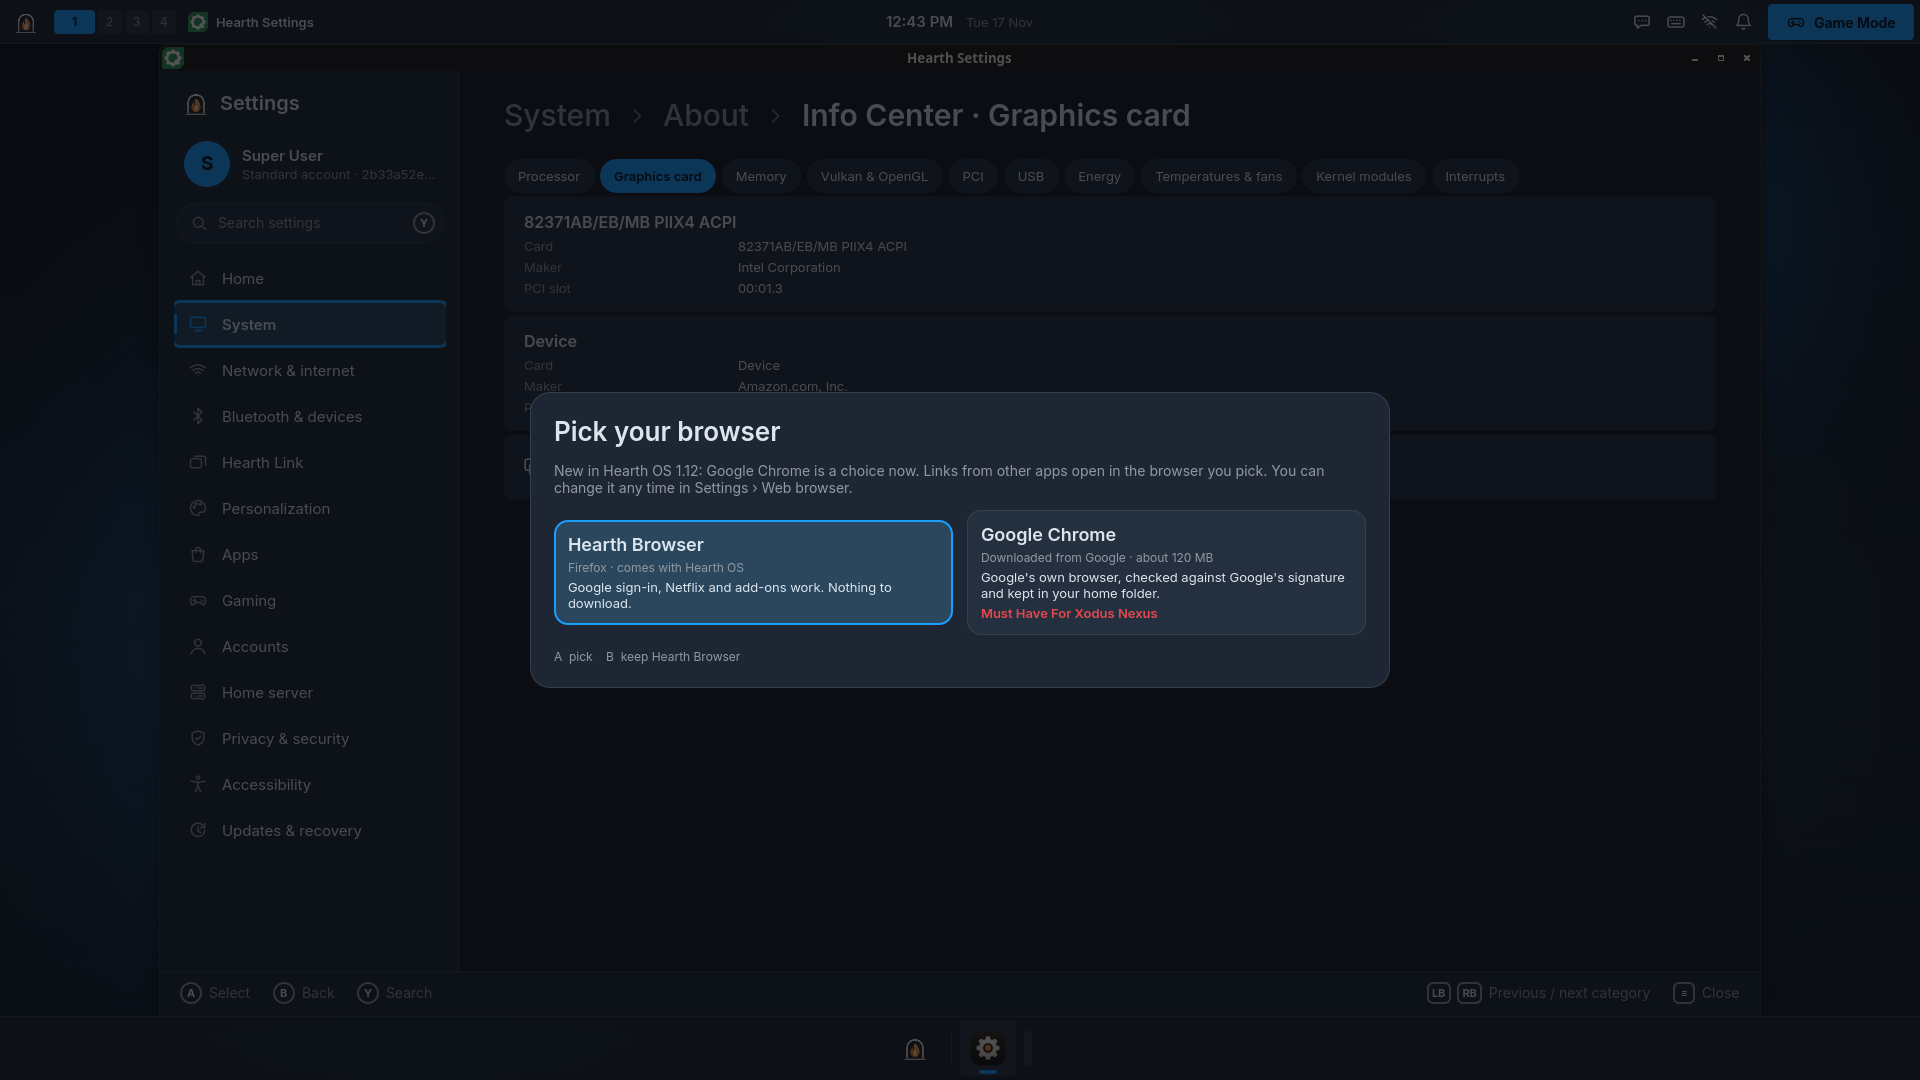 1 2 3 4 Hearth Settings 12:43 PM Tue 17 Nov Game Mode
Hearth Settings
Settings
S Super User
Standard account · 2b33a52e...
Search settings Y
Home
System
Network & internet
Bluetooth & devices
Hearth Link
Personalization
Apps
Gaming
Accounts
Home server
Privacy & security
Accessibility
Updates & recovery
System > About > Info Center · Graphics card
Processor Graphics card Memory Vulkan & OpenGL PCI USB Energy Temperatures & fans Kernel modules Interrupts
82371AB/EB/MB PIIX4 ACPI
Card 82371AB/EB/MB PIIX4 ACPI
Maker Intel Corporation
PCI slot 00:01.3
Device
Card Device
Maker Amazon.com, Inc.
Pick your browser
New in Hearth OS 1.12: Google Chrome is a choice now. Links from other apps open in the browser you pick. You can
change it any time in Settings › Web browser.
Hearth Browser
Firefox · comes with Hearth OS
Google sign-in, Netflix and add-ons work. Nothing to
download.
Google Chrome
Downloaded from Google · about 120 MB
Google's own browser, checked against Google's signature
and kept in your home folder.
Must Have For Xodus Nexus
A pick B keep Hearth Browser
A Select B Back Y Search LB RB Previous / next category ≡ Close